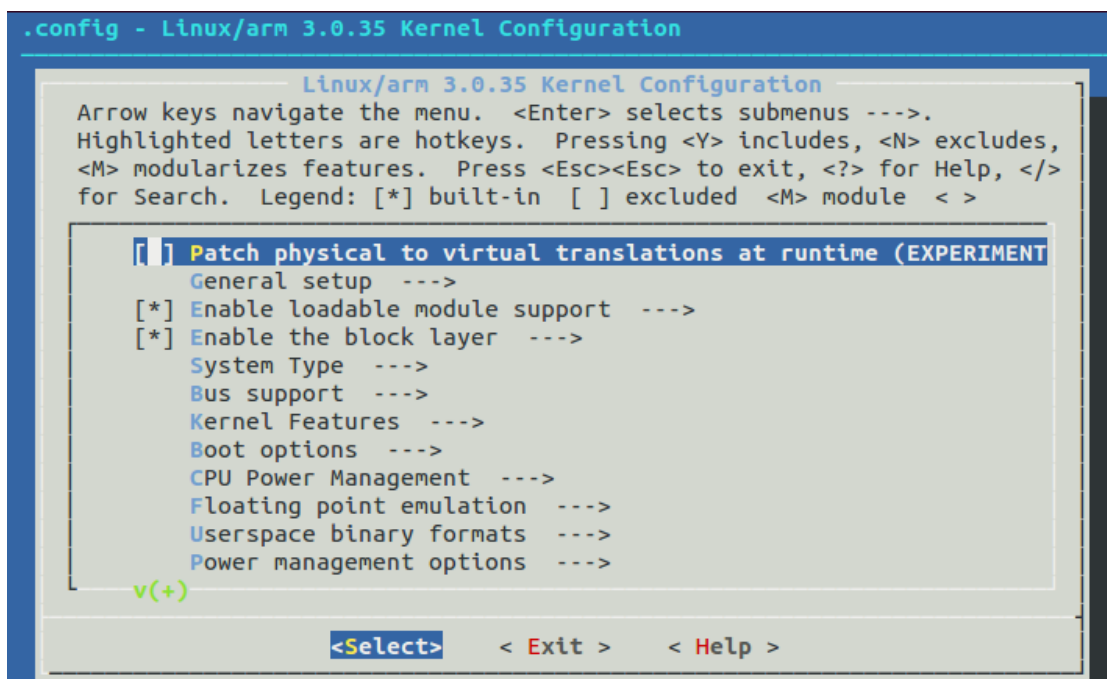 .config - Linux/arm 3.0.35 Kernel Configuration
Linux/arm 3.0.35 Kernel Configuration
Arrow keys navigate the menu.  <Enter> selects submenus --->.
Highlighted letters are hotkeys.  Pressing <Y> includes, <N> excludes,
<M> modularizes features.  Press <Esc><Esc> to exit, <?> for Help, </>
for Search.  Legend: [*] built-in  [ ] excluded  <M> module  < >
[ ] Patch physical to virtual translations at runtime (EXPERIMENT
General setup  --->
[*] Enable loadable module support  --->
[*] Enable the block layer  --->
System Type  --->
Bus support  --->
Kernel Features  --->
Boot options  --->
CPU Power Management  --->
Floating point emulation  --->
Userspace binary formats  --->
Power management options  --->
v(+)
<Select>    < Exit >    < Help >